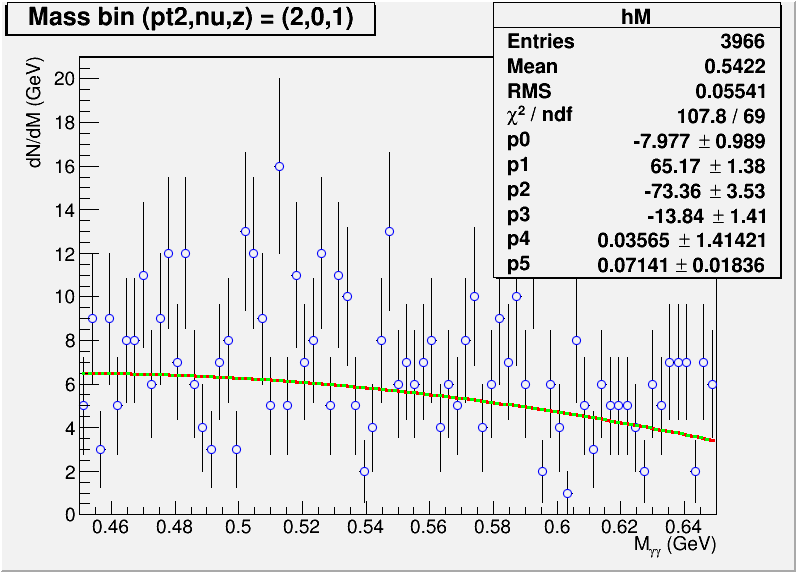 Mass bin (pt2,nu,z) = (2,0,1)
hM
Entries 3966
Mean 0.5422
RMS 0.05541
χ² / ndf 107.8 / 69
p0 -7.977 ± 0.989
p1 65.17 ± 1.38
p2 -73.36 ± 3.53
p3 -13.84 ± 1.41
p4 0.03565 ± 1.41421
p5 0.07141 ± 0.01836
dN/dM (GeV)
20
18
16
14
12
10
8
6
4
2
0
0.46 0.48 0.5 0.52 0.54 0.56 0.58 0.6 0.62 0.64
Mγγ (GeV)